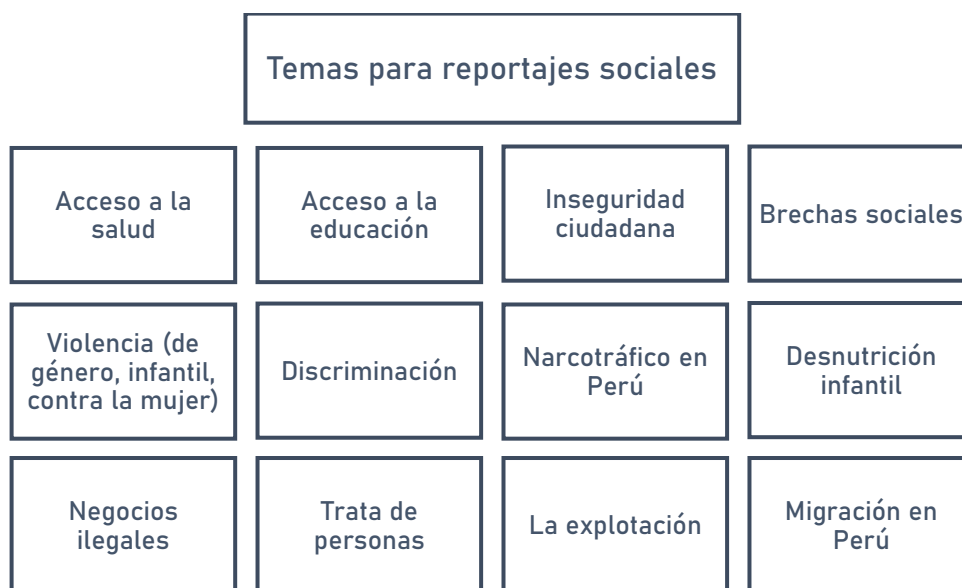 Temas para reportajes sociales
Acceso a la
salud
Acceso a la
educación
Inseguridad
ciudadana
Brechas sociales
Violencia (de
género, infantil,
contra la mujer)
Discriminación
Narcotráfico en
Perú
Desnutrición
infantil
Negocios
ilegales
Trata de
personas
La explotación
Migración en
Perú